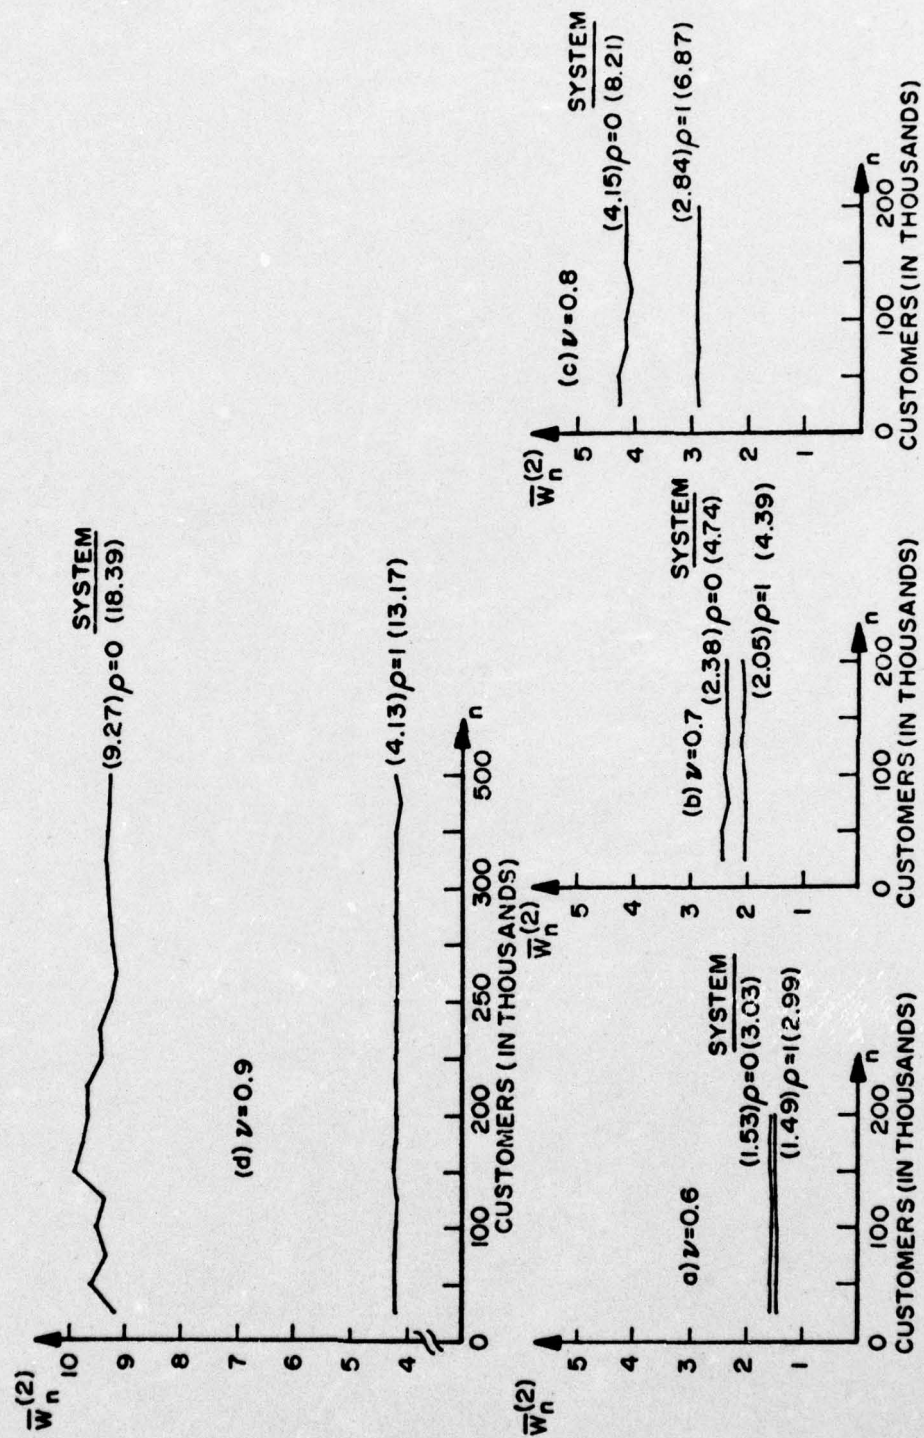 W̅n(2)
10
9
8
7
6
5
4
SYSTEM
(9.27)ρ=0 (18.39)
(d) ν=0.9
(4.13)ρ=1 (13.17)
0 100 200 250 300 500 n
CUSTOMERS (IN THOUSANDS)
W̅n(2)
5
4
3
2
1
a) ν=0.6
SYSTEM
(1.53)ρ=0(3.03)
(1.49)ρ=1(2.99)
0 100 200 n
CUSTOMERS (IN THOUSANDS)
W̅n(2)
5
4
3
2
1
(b) ν=0.7
SYSTEM
(2.38)ρ=0 (4.74)
(2.05)ρ=1 (4.39)
0 100 200 n
CUSTOMERS (IN THOUSANDS)
W̅n(2)
5
4
3
2
1
(c) ν=0.8
SYSTEM
(4.15)ρ=0 (8.21)
(2.84)ρ=1 (6.87)
0 100 200 n
CUSTOMERS (IN THOUSANDS)